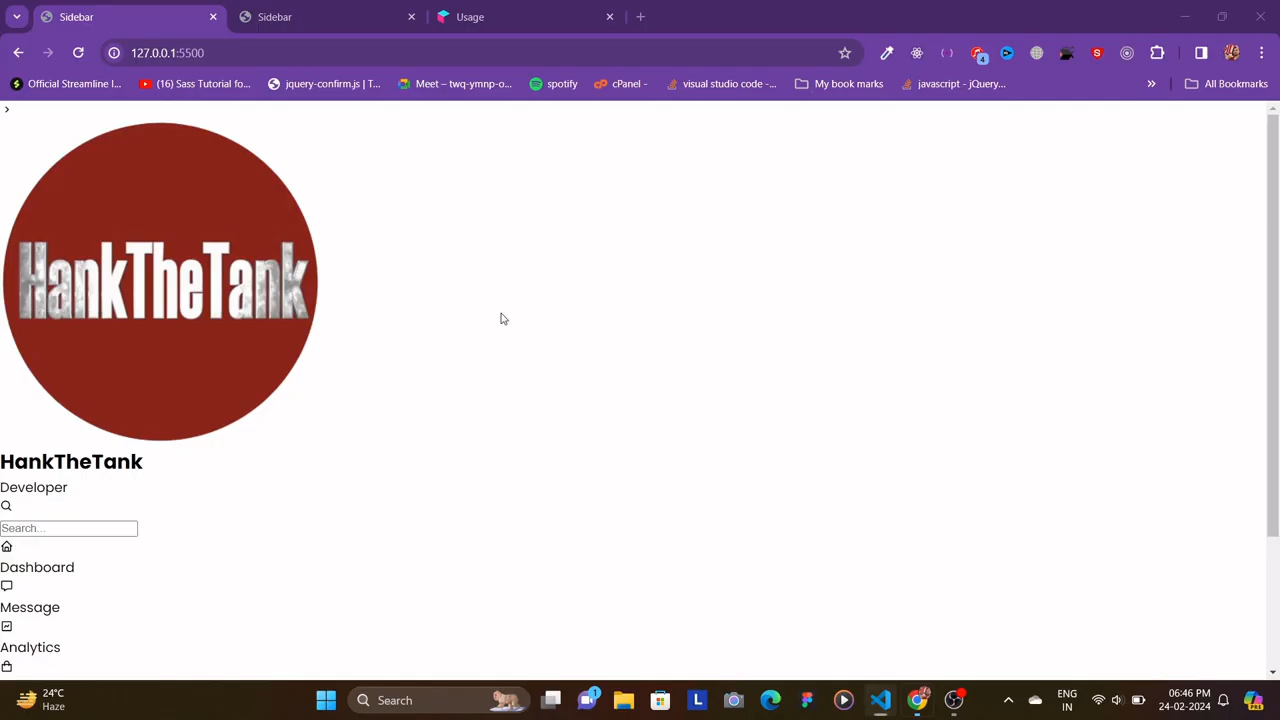 Sidebar
Sidebar
Usage
127.0.0.1:5500
4
Official Streamline I...
(16) Sass Tutorial fo...
jquery-confirm.js | T...
Meet – twq-ymnp-o...
spotify
cPanel -
visual studio code -...
My book marks
javascript - jQuery...
All Bookmarks
HankTheTank
HankTheTank
Developer
Search...
Dashboard
Message
Analytics
24°C
Haze
Search
1
L
ENG
IN
06:46 PM
24-02-2024